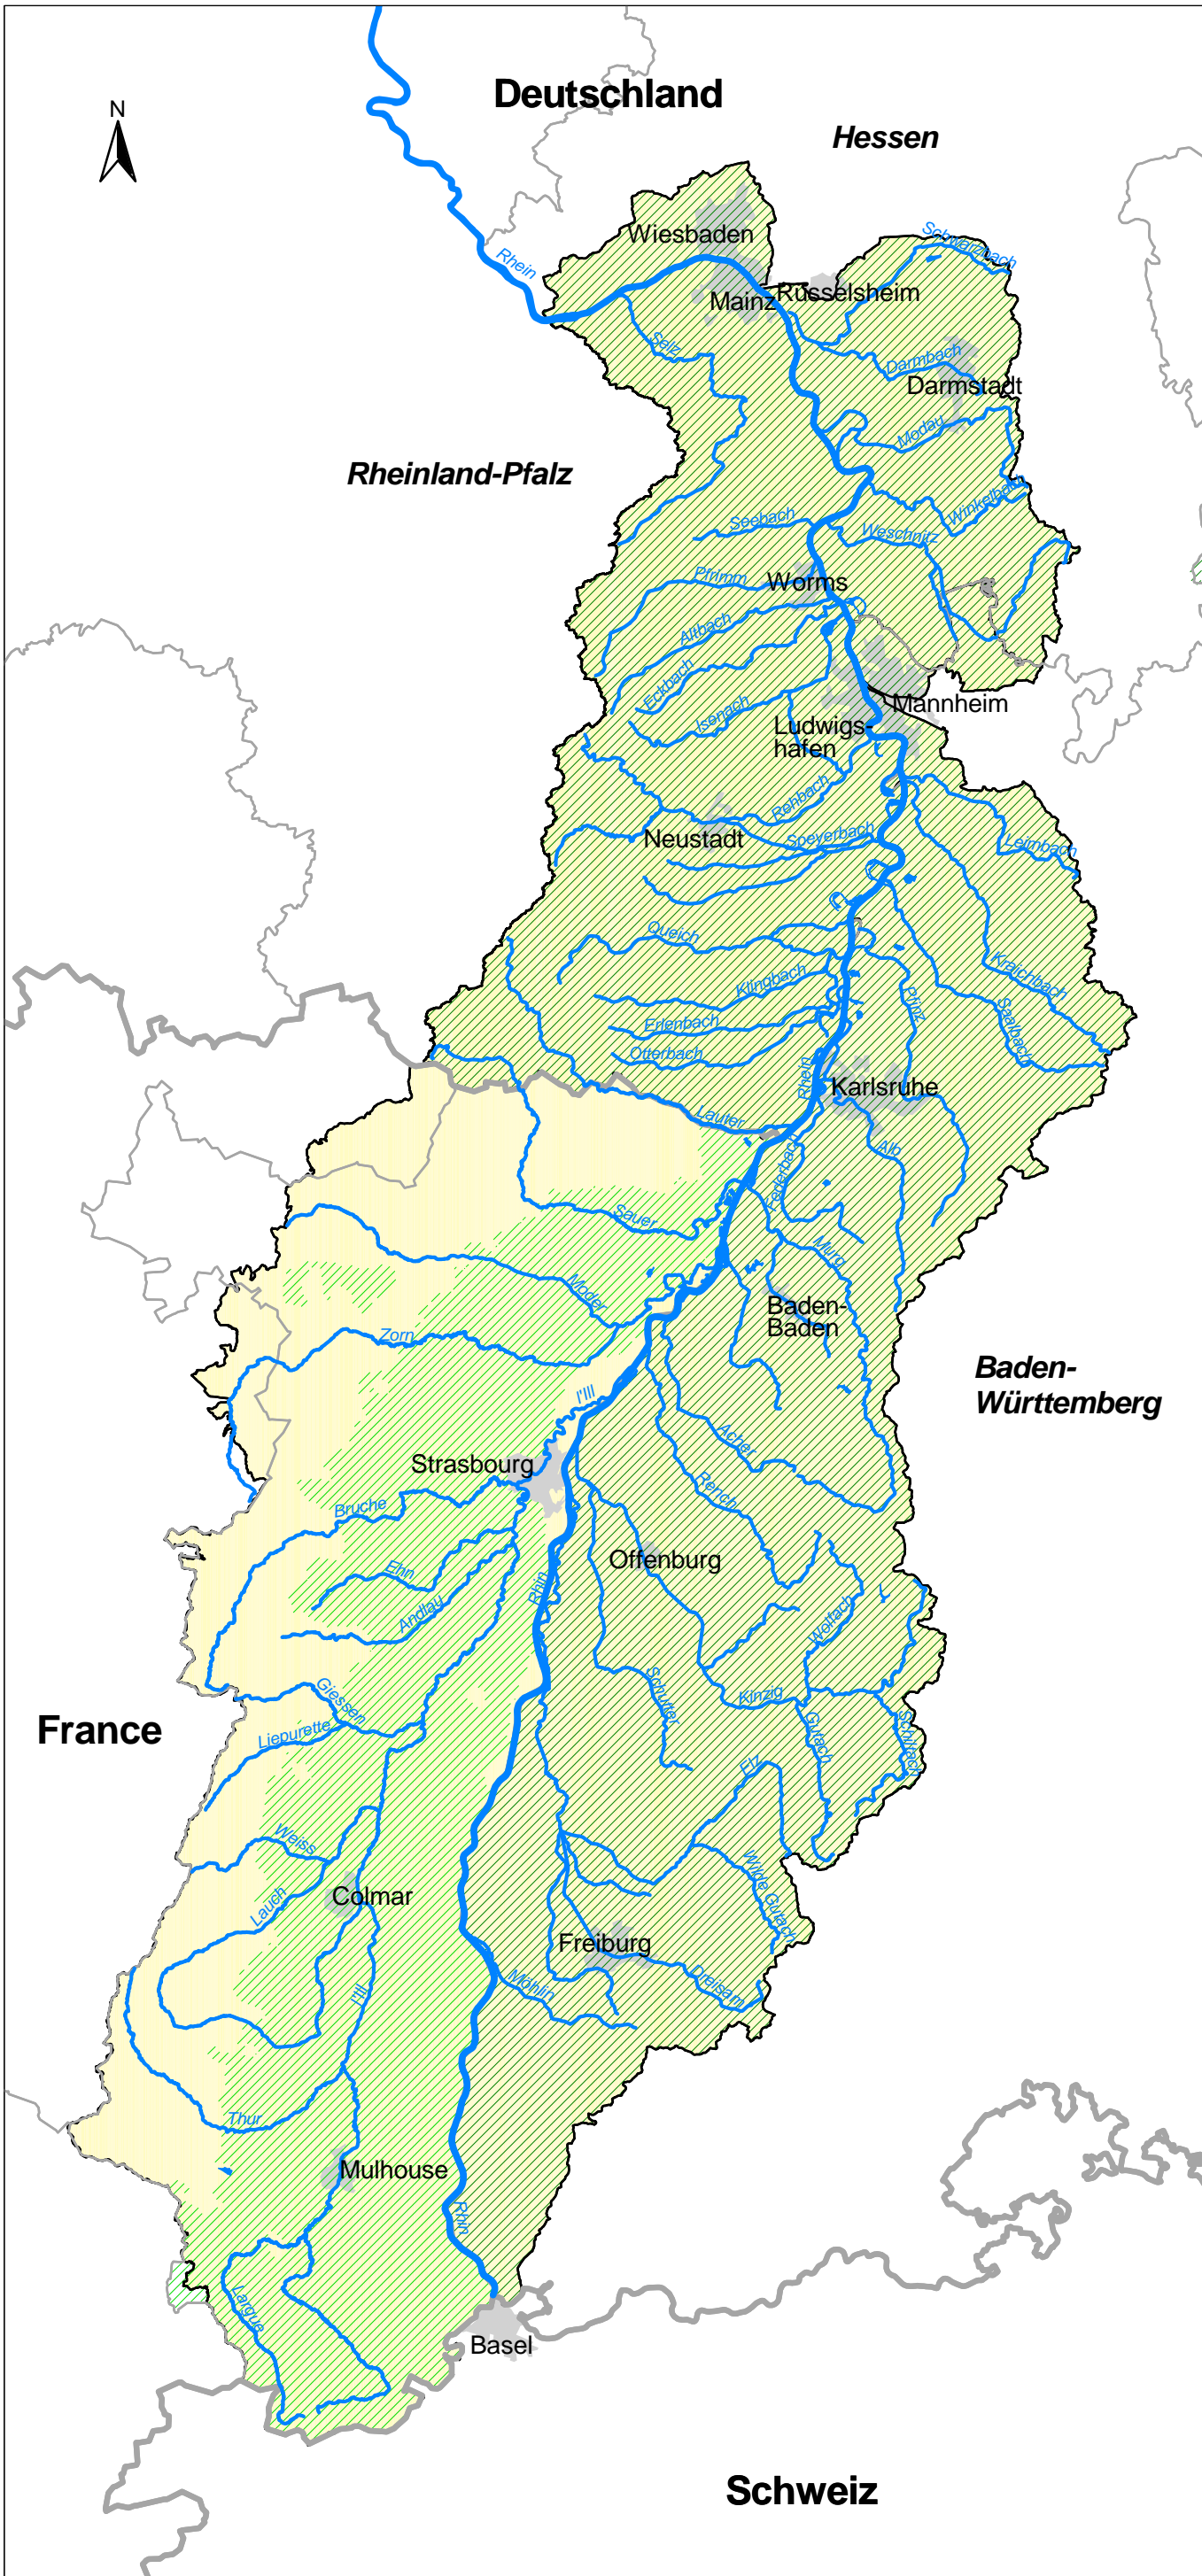 Deutschland
N
Hessen
Schwarzbach
Wiesbaden
Rhein
Mainz
Rüsselsheim
Selz
Darmbach
Darmstadt
Modau
Rheinland-Pfalz
Winkelbach
Seebach
Weschnitz
Pfrimm
Worms
Altbach
Eckbach
Isenach
Mannheim
Ludwigs-
hafen
Rehbach
Speyerbach
Neustadt
Leimbach
Queich
Kraichbach
Klingbach
Pfinz
Saalbach
Erlenbach
Otterbach
Rhein
Karlsruhe
Lauter
Alb
Federbach
Sauer
Murg
Moder
Baden-
Baden
Zorn
Baden-
Württemberg
l'Ill
Acher
Strasbourg
Rench
Bruche
Offenburg
Ehn
Rhin
Andlau
Wolfach
Giessen
Schutter
Kinzig
France
Liepurette
Gutach
Schiltach
Elz
Weiss
Wilde Gutach
Colmar
Lauch
Freiburg
Möhlin
Dreisam
l'Ill
Thur
Mulhouse
Rhin
Largue
Basel
Schweiz